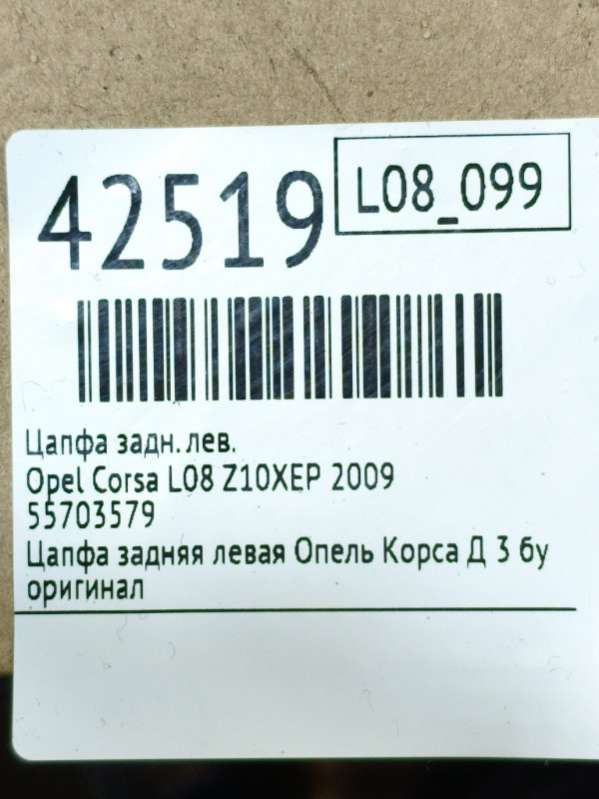 42519
L08_099
Цапфа задн. лев.
Opel Corsa L08 Z10XEP 2009
55703579
Цапфа задняя левая Опель Корса Д 3 бу
оригинал